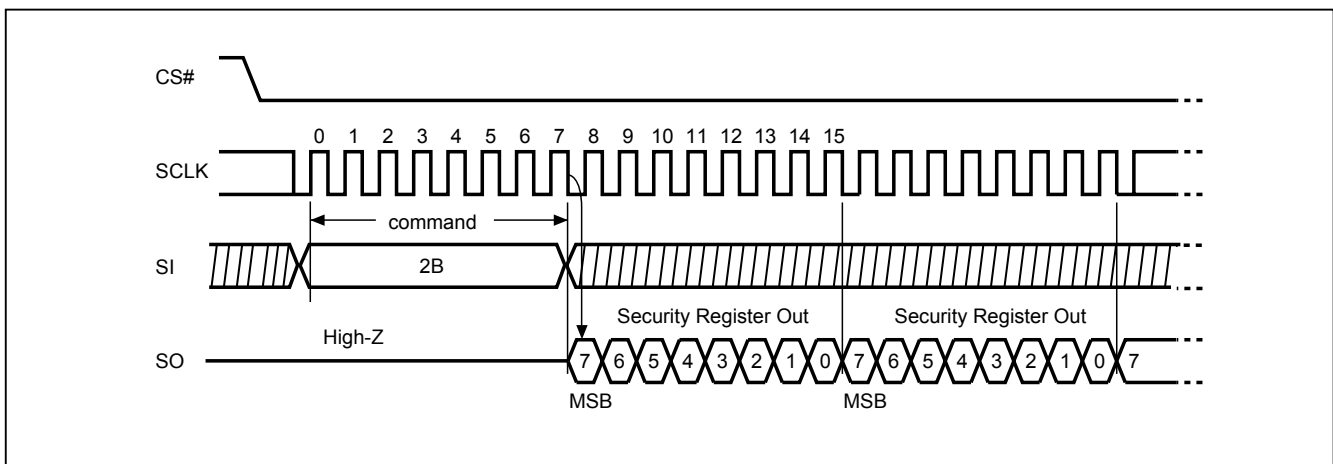 CS#
0 1 2 3 4 5 6 7 8 9 10 11 12 13 14 15
SCLK
command
SI
2B
Security Register Out Security Register Out
High-Z
SO
7 6 5 4 3 2 1 0 7 6 5 4 3 2 1 0 7
MSB MSB